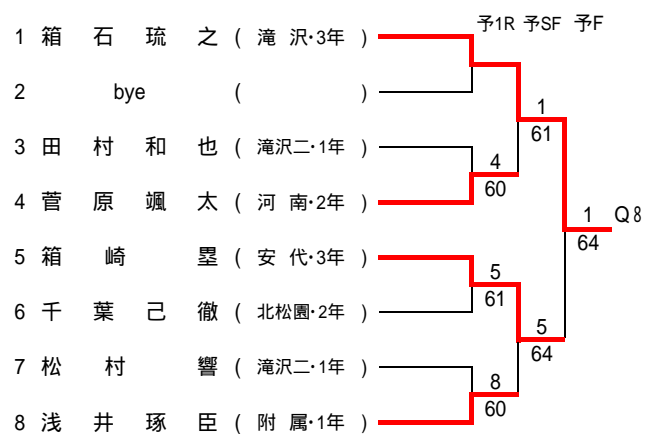 予1R 予SF 予F
1 箱石琉之 ( 滝沢・3年 )
2 bye ( )
1
61
3 田村和也 ( 滝沢二・1年 )
4
60
4 菅原颯太 ( 河南・2年 )
1 Q8
64
5 箱崎塁 ( 安代・3年 )
5
61
6 千葉己徹 ( 北松園・2年 )
5
64
7 松村響 ( 滝沢二・1年 )
8
60
8 浅井琢臣 ( 附属・1年 )